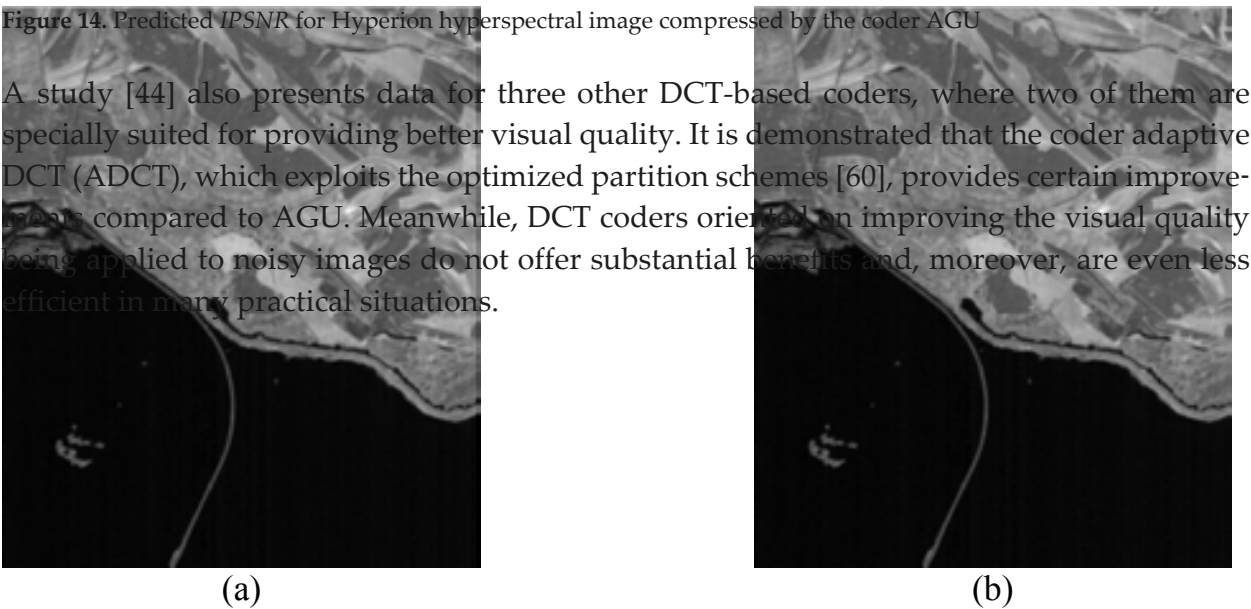 Figure 14. Predicted IPSNR for Hyperion hyperspectral image compressed by the coder AGU
A study [44] also presents data for three other DCT-based coders, where two of them are
specially suited for providing better visual quality. It is demonstrated that the coder adaptive
DCT (ADCT), which exploits the optimized partition schemes [60], provides certain improve-
ments compared to AGU. Meanwhile, DCT coders oriented on improving the visual quality
being applied to noisy images do not offer substantial benefits and, moreover, are even less
efficient in many practical situations.
(a) (b)